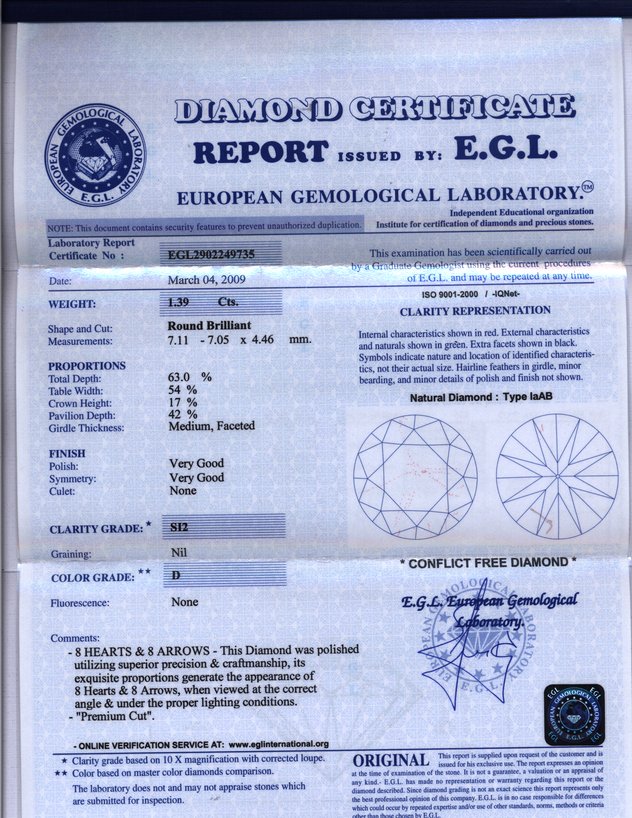 DIAMOND CERTIFICATE
REPORT ISSUED BY: E.G.L.
EUROPEAN GEMOLOGICAL LABORATORY.™
EUROPEAN GEMOLOGICAL LABORATORY
E.G.L.
Independent Educational organization
Institute for certification of diamonds and precious stones.
NOTE: This document contains security features to prevent unauthorized duplication.
Laboratory Report
Certificate No : EGL2902249735
This examination has been scientifically carried out
by a Graduate Gemologist using the current procedures
of E.G.L. and may be repeated at any time.
Date: March 04, 2009
WEIGHT: 1.39 Cts.
Shape and Cut: Round Brilliant
Measurements: 7.11 - 7.05 x 4.46 mm.
PROPORTIONS
Total Depth: 63.0 %
Table Width: 54 %
Crown Height: 17 %
Pavilion Depth: 42 %
Girdle Thickness: Medium, Faceted
FINISH
Polish: Very Good
Symmetry: Very Good
Culet: None
CLARITY GRADE: * SI2
Graining: Nil
COLOR GRADE: ** D
Fluorescence: None
Comments:
- 8 HEARTS & 8 ARROWS - This Diamond was polished
utilizing superior precision & craftmanship, its
exquisite proportions generate the appearance of
8 Hearts & 8 Arrows, when viewed at the correct
angle & under the proper lighting conditions.
- "Premium Cut".
ISO 9001-2000 / -IQNet-
CLARITY REPRESENTATION
Internal characteristics shown in red. External characteristics
and naturals shown in green. Extra facets shown in black.
Symbols indicate nature and location of identified characteris-
tics, not their actual size. Hairline feathers in girdle, minor
bearding, and minor details of polish and finish not shown.
Natural Diamond : Type IaAB
* CONFLICT FREE DIAMOND *
E.G.L. European Gemological
Laboratory.
EUROPEAN GEMOLOGICAL LABORATORY
E.G.L.
- ONLINE VERIFICATION SERVICE AT: www.eglinternational.org
* Clarity grade based on 10 X magnification with corrected loupe.
** Color based on master color diamonds comparison.
The laboratory does not and may not appraise stones which
are submitted for inspection.
ORIGINAL This report is supplied upon request of the customer and is
issued for his exclusive use. The report expresses an opinion
at the time of examination of the stone. It is not a guarantee, a valuation or an appraisal of
any kind.- E.G.L. has made no representation or warranty regarding this report or the
diamond described. Since diamond grading is not an exact science this report represents only
the best professional opinion of this company. E.G.L. is in no case responsible for differences
which could occur by repeated expertise and/or use of other standards, norms, methods or criteria
other than those chosen by E.G.L.